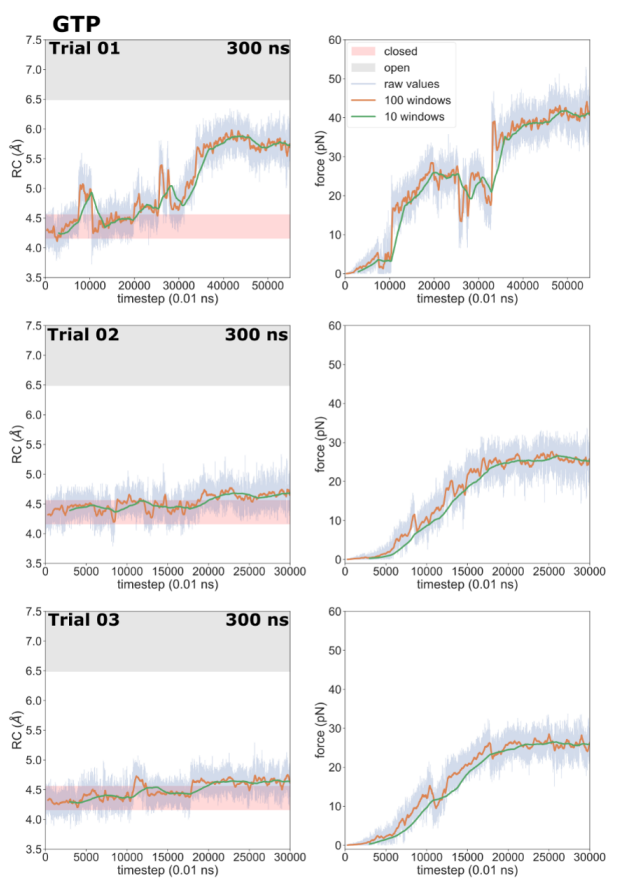 GTP
Trial 01 300 ns
7.5
7.0
6.5
6.0
5.5
5.0
4.5
4.0
3.5
RC (Å)
0 10000 20000 30000 40000 50000
timestep (0.01 ns)
60
50
40
30
20
10
0
force (pN)
closed
open
raw values
100 windows
10 windows
0 10000 20000 30000 40000 50000
timestep (0.01 ns)
Trial 02 300 ns
7.5
7.0
6.5
6.0
5.5
5.0
4.5
4.0
3.5
RC (Å)
0 5000 10000 15000 20000 25000 30000
timestep (0.01 ns)
60
50
40
30
20
10
0
force (pN)
0 5000 10000 15000 20000 25000 30000
timestep (0.01 ns)
Trial 03 300 ns
7.5
7.0
6.5
6.0
5.5
5.0
4.5
4.0
3.5
RC (Å)
0 5000 10000 15000 20000 25000 30000
timestep (0.01 ns)
60
50
40
30
20
10
0
force (pN)
0 5000 10000 15000 20000 25000 30000
timestep (0.01 ns)